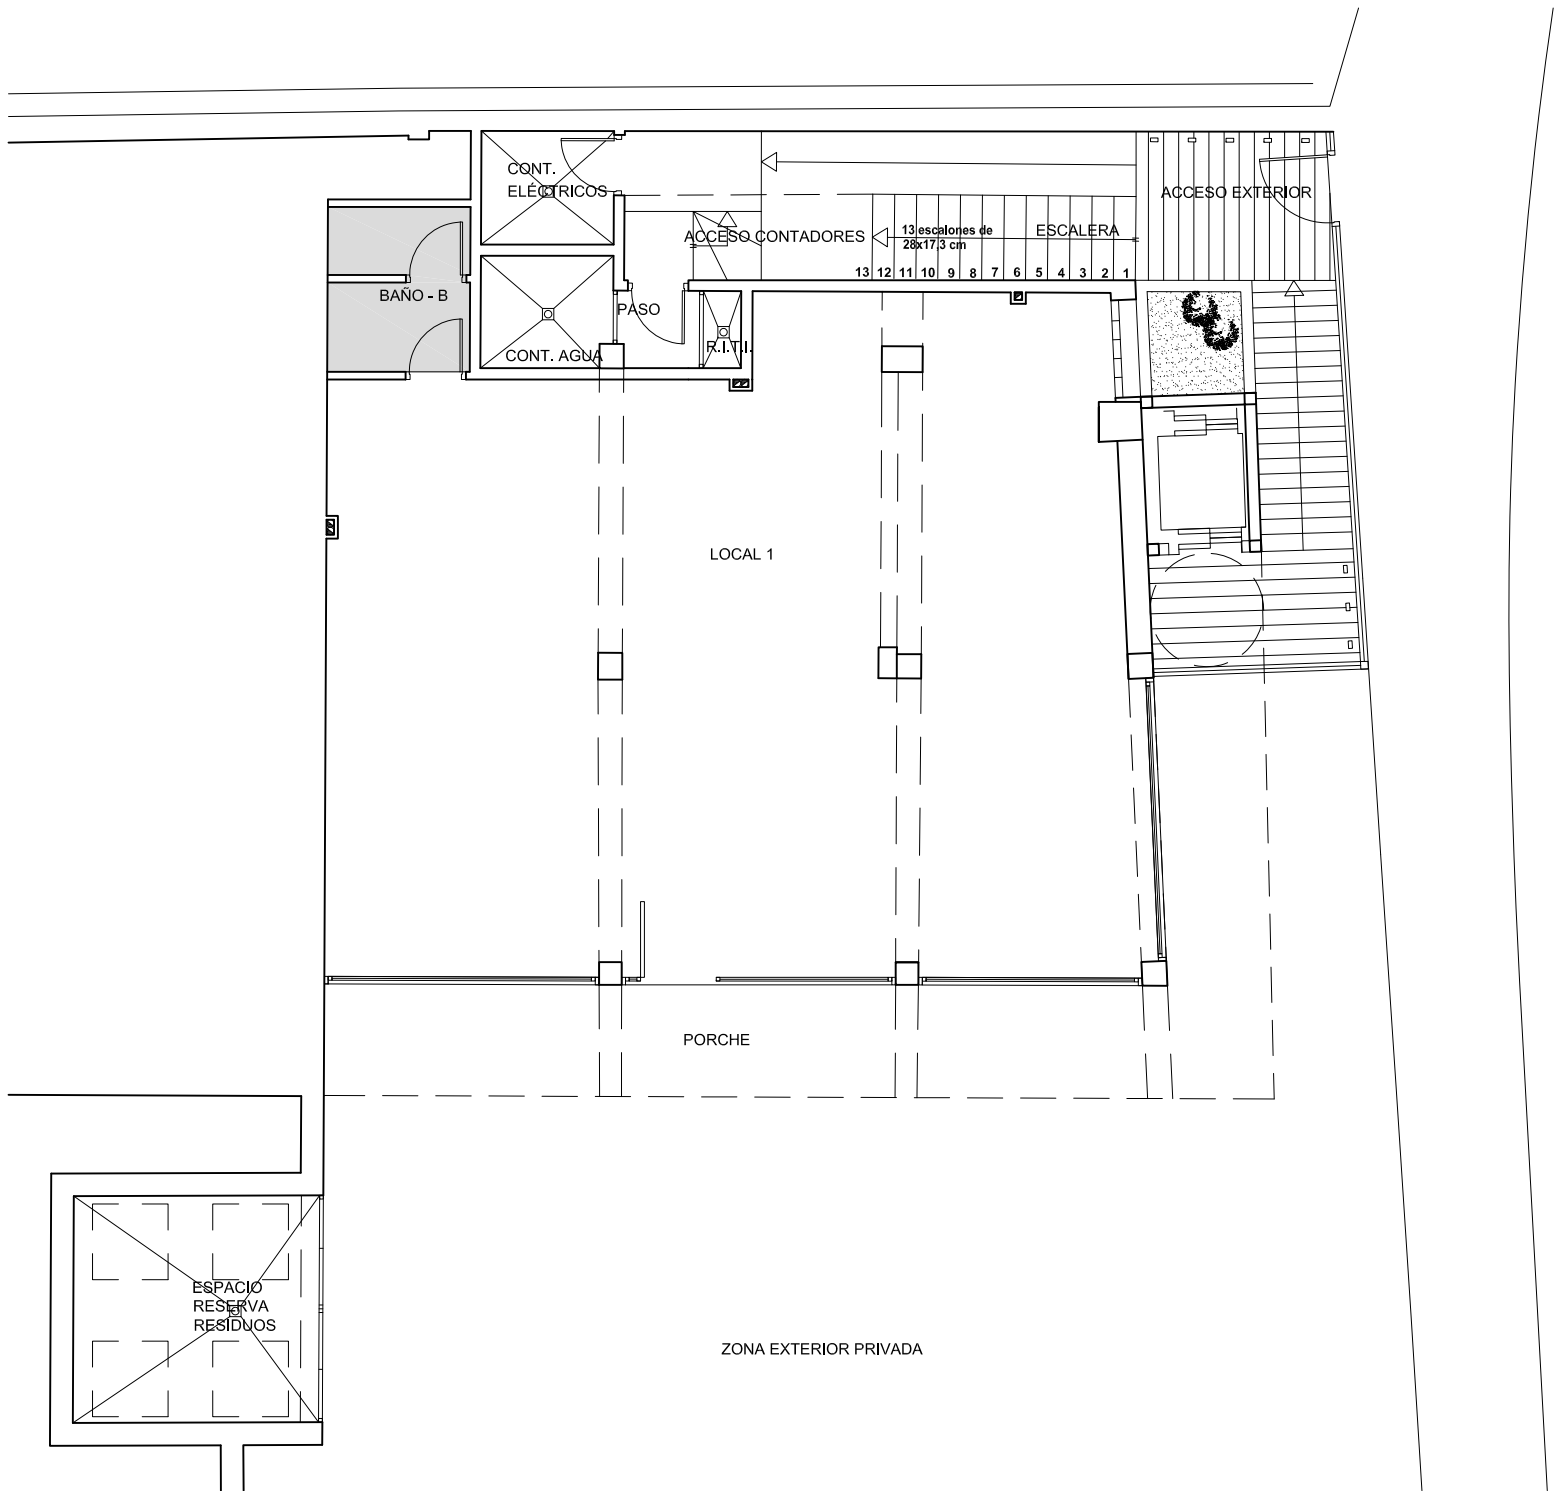 CONT.
ELÉCTRICOS
ACCESO EXTERIOR
ACCESO CONTADORES
13 escalones de
28x17,3 cm
ESCALERA
13 12 11 10 9 8 7 6 5 4 3 2 1
BAÑO - B
PASO
CONT. AGUA
R.I.T.I.
LOCAL 1
PORCHE
ESPACIO
RESERVA
RESÍDUOS
ZONA EXTERIOR PRIVADA